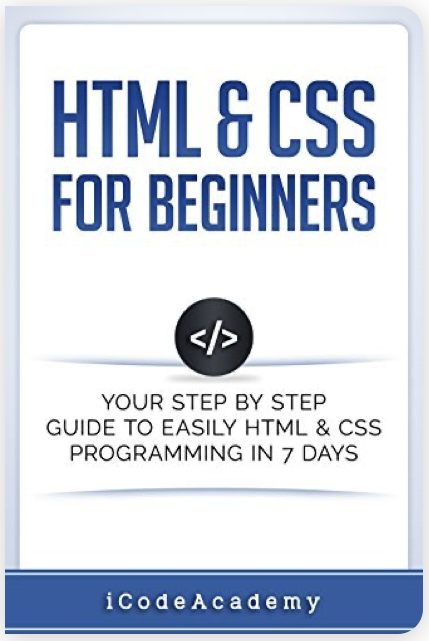 HTML & CSS
FOR BEGINNERS
</>
YOUR STEP BY STEP
GUIDE TO EASILY HTML & CSS
PROGRAMMING IN 7 DAYS
iCodeAcademy